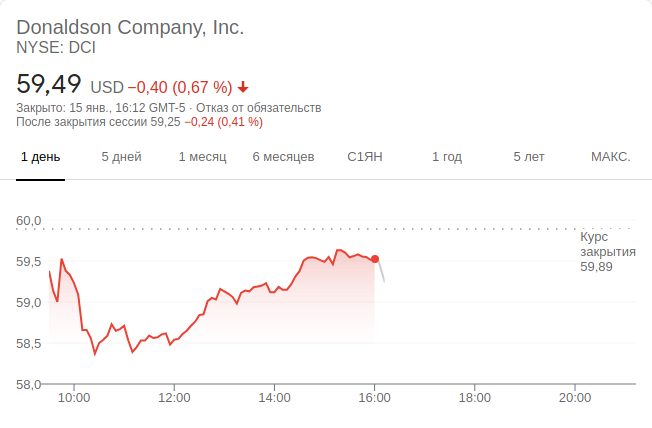 Donaldson Company, Inc.
NYSE: DCI
59,49 USD −0,40 (0,67 %)
Закрыто: 15 янв., 16:12 GMT-5 · Отказ от обязательств
После закрытия сессии 59,25 −0,24 (0,41 %)
1 день 5 дней 1 месяц 6 месяцев С1ЯН 1 год 5 лет МАКС.
60,0
Курс
закрытия
59,89
59.5
59.0
58.5
58,0
10:00 12:00 14:00 16:00 18:00 20:00